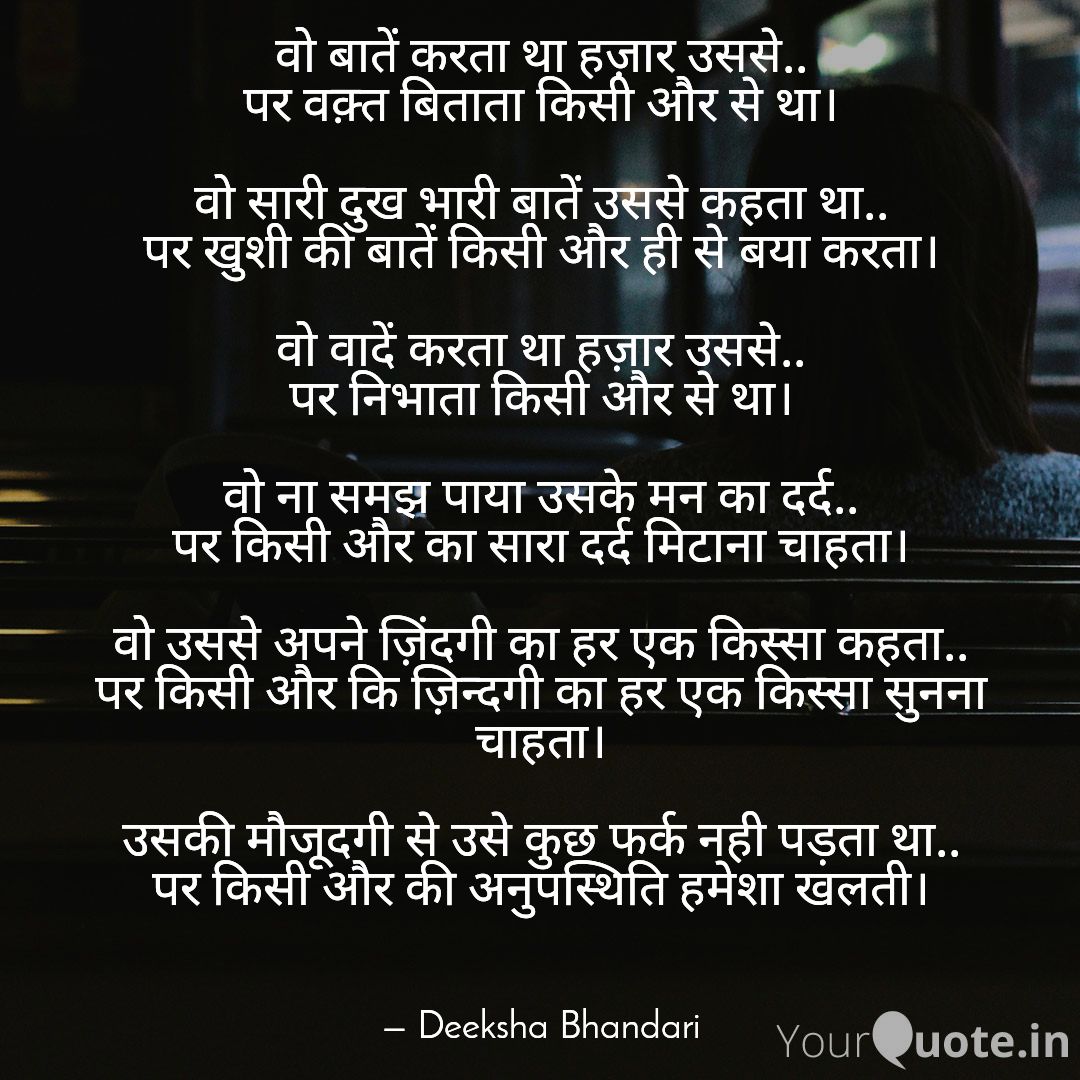 वो बातें करता था हज़ार उससे..
पर वक़्त बिताता किसी और से था।
वो सारी दुख भारी बातें उससे कहता था..
पर खुशी की बातें किसी और ही से बया करता।
वो वादें करता था हज़ार उससे..
पर निभाता किसी और से था।
वो ना समझ पाया उसके मन का दर्द..
पर किसी और का सारा दर्द मिटाना चाहता।
वो उससे अपने ज़िंदगी का हर एक किस्सा कहता..
पर किसी और कि ज़िन्दगी का हर एक किस्सा सुनना
चाहता।
उसकी मौजूदगी से उसे कुछ फर्क नही पड़ता था..
पर किसी और की अनुपस्थिति हमेशा खलती।
– Deeksha Bhandari
YourQuote.in